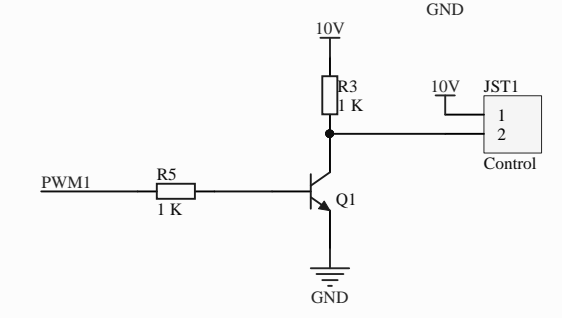 GND
10V
R3
1 K
10V
JST1
1
2
Control
PWM1
R5
1 K
Q1
GND